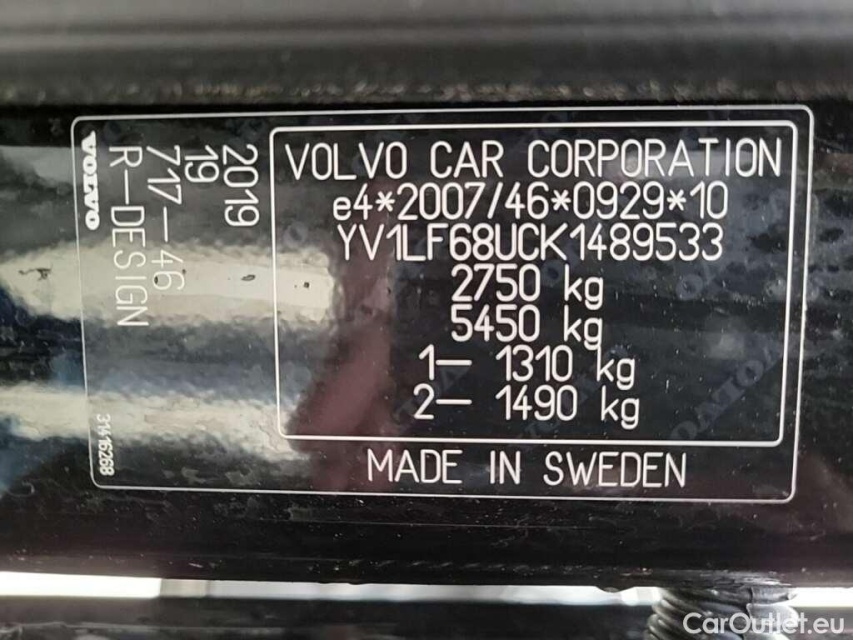 VOLVO CAR CORPORATION
e4*2007/46*0929*10
YV1LF68UCK1489533
2750 kg
5450 kg
1– 1310 kg
2– 1490 kg
MADE IN SWEDEN
2019
19
717–46
R–DESIGN
VOLVO
31416268
CarOutlet.eu